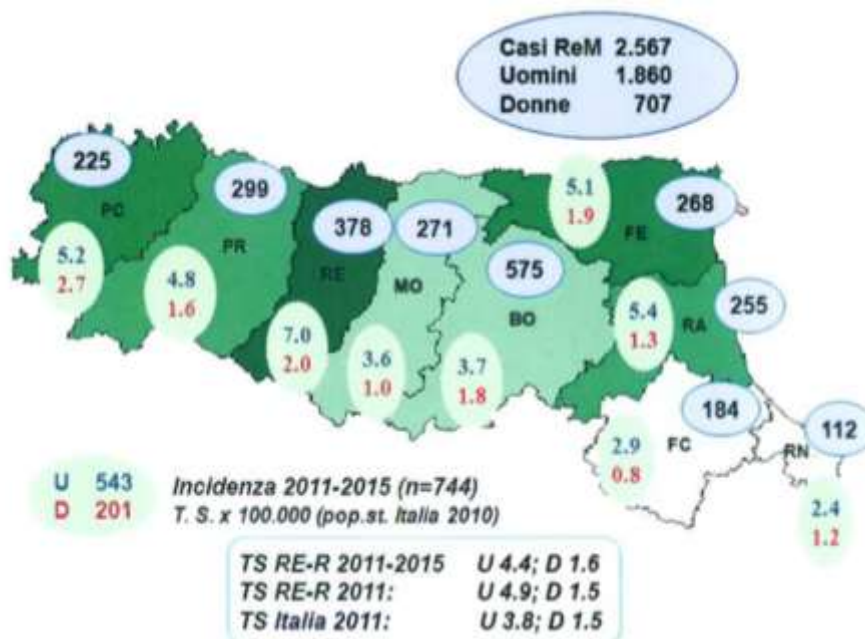 Casi ReM 2.567
Uomini 1.860
Donne 707
225
PC
5.2
2.7
299
PR
4.8
1.6
378
RE
7.0
2.0
271
MO
3.6
1.0
575
BO
3.7
1.8
5.1
1.9
268
FE
5.4
1.3
RA
255
184
FC
2.9
0.8
112
RN
2.4
1.2
U 543
D 201
Incidenza 2011-2015 (n=744)
T. S. x 100.000 (pop.st. Italia 2010)
TS RE-R 2011-2015 U 4.4; D 1.6
TS RE-R 2011: U 4.9; D 1.5
TS Italia 2011: U 3.8; D 1.5